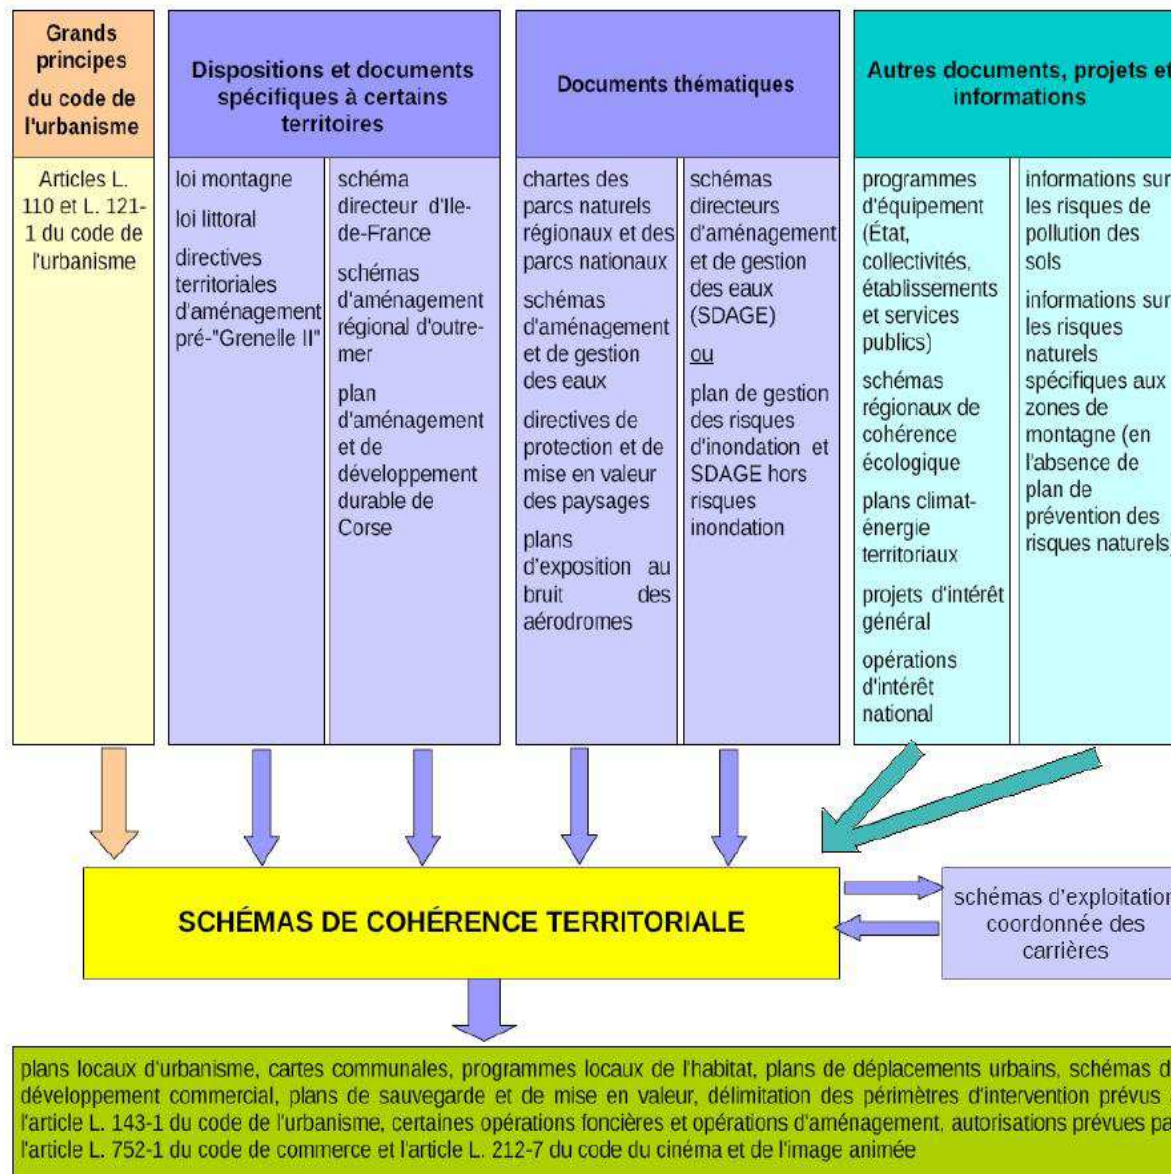 Grands
principes
du code de
l'urbanisme
Articles L.
110 et L. 121-
1 du code de
l'urbanisme
Dispositions et documents
spécifiques à certains
territoires
loi montagne
loi littoral
directives
territoriales
d'aménagement
pré-"Grenelle II"
schéma
directeur d'Ile-
de-France
schémas
d'aménagement
régional d'outre-
mer
plan
d'aménagement
et de
développement
durable de
Corse
Documents thématiques
chartes des
parcs naturels
régionaux et des
parcs nationaux
schémas
d'aménagement
et de gestion
des eaux
directives de
protection et de
mise en valeur
des paysages
plans
d'exposition au
bruit des
aérodromes
schémas
directeurs
d'aménagement
et de gestion
des eaux
(SDAGE)
ou
plan de gestion
des risques
d'inondation et
SDAGE hors
risques
inondation
Autres documents, projets et
informations
programmes
d'équipement
(État,
collectivités,
établissements
et services
publics)
schémas
régionaux de
cohérence
écologique
plans climat-
énergie
territoriaux
projets d'intérêt
général
opérations
d'intérêt
national
informations sur
les risques de
pollution des
sols
informations sur
les risques
naturels
spécifiques aux
zones de
montagne (en
l'absence de
plan de
prévention des
risques naturels)
SCHÉMAS DE COHÉRENCE TERRITORIALE
schémas d'exploitation
coordonnée des
carrières
plans locaux d'urbanisme, cartes communales, programmes locaux de l'habitat, plans de déplacements urbains, schémas d
développement commercial, plans de sauvegarde et de mise en valeur, délimitation des périmètres d'intervention prévus
l'article L. 143-1 du code de l'urbanisme, certaines opérations foncières et opérations d'aménagement, autorisations prévues pa
l'article L. 752-1 du code de commerce et l'article L. 212-7 du code du cinéma et de l'image animée